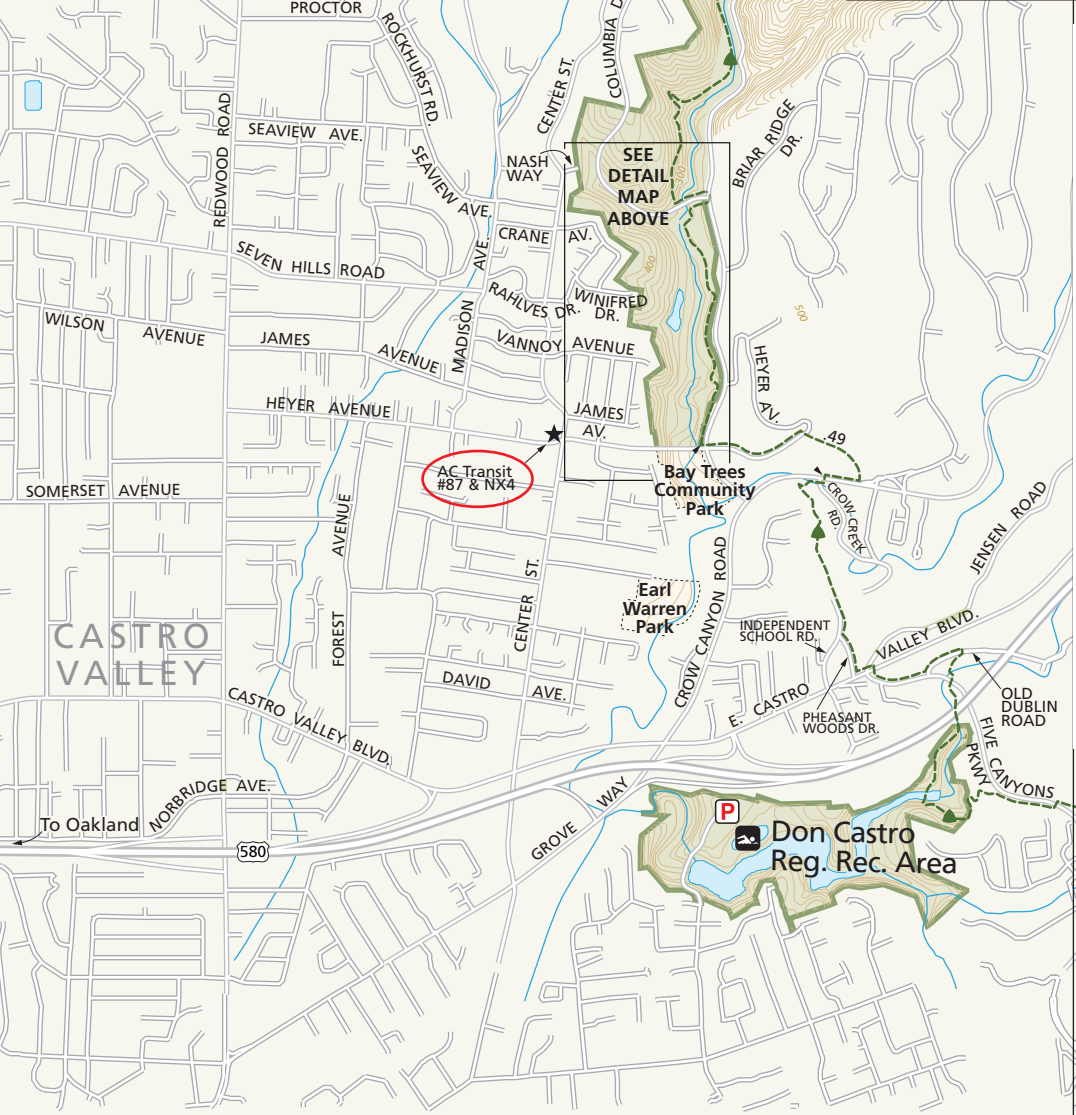 PROCTOR
ROCKHURST RD.
COLUMBIA D
CENTER ST.
REDWOOD ROAD
SEAVIEW AVE.
SEAVIEW AVE.
NASH
WAY
SEE
DETAIL
MAP
ABOVE
300
BRIAR RIDGE
DR.
CRANE AV.
AVE.
SEVEN HILLS ROAD
400
RAHLVES DR.
WINIFRED
DR.
500
WILSON AVENUE
JAMES AVENUE
MADISON
VANNOY AVENUE
HEYER AV.
HEYER AVENUE
JAMES
AV.
49
AC Transit
#87 & NX4
Bay Trees
Community
Park
SOMERSET AVENUE
CROW CREEK
RD.
JENSEN ROAD
FOREST AVENUE
CENTER ST.
CROW CANYON ROAD
Earl
Warren
Park
CASTRO
VALLEY
INDEPENDENT
SCHOOL RD.
E. CASTRO VALLEY BLVD.
DAVID AVE.
PHEASANT
WOODS DR.
OLD
DUBLIN
ROAD
CASTRO VALLEY BLVD.
FIVE CANYONS
PKWY
NORBRIDGE AVE.
To Oakland
580
GROVE WAY
P
Don Castro
Reg. Rec. Area